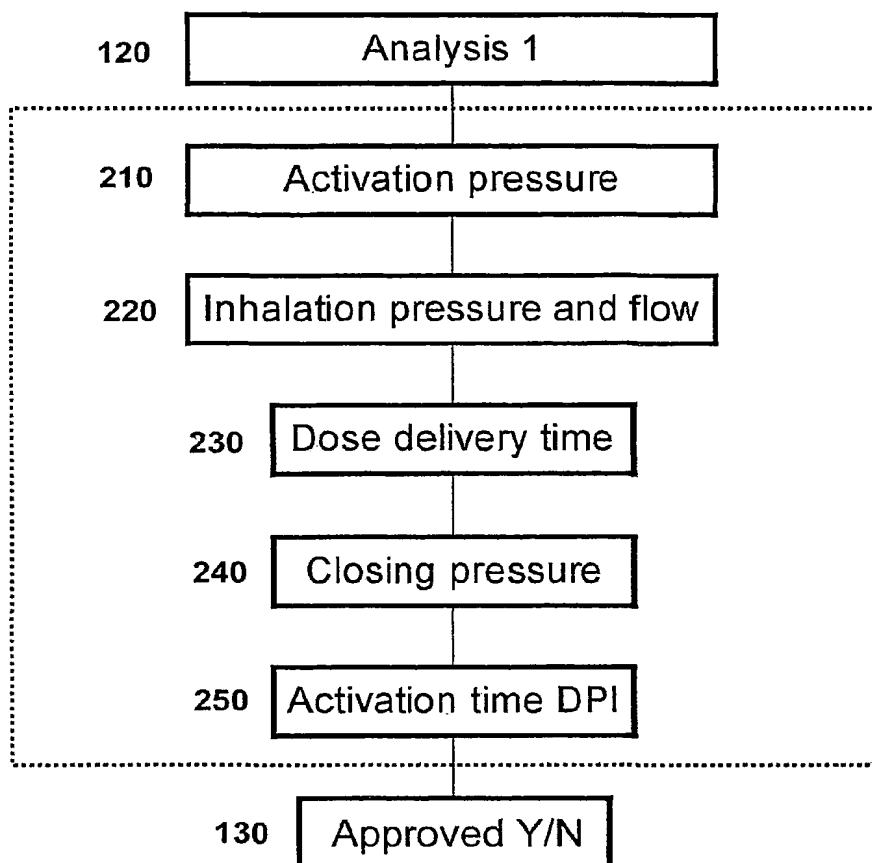 120 Analysis 1
210 Activation pressure
220 Inhalation pressure and flow
230 Dose delivery time
240 Closing pressure
250 Activation time DPI
130 Approved Y/N